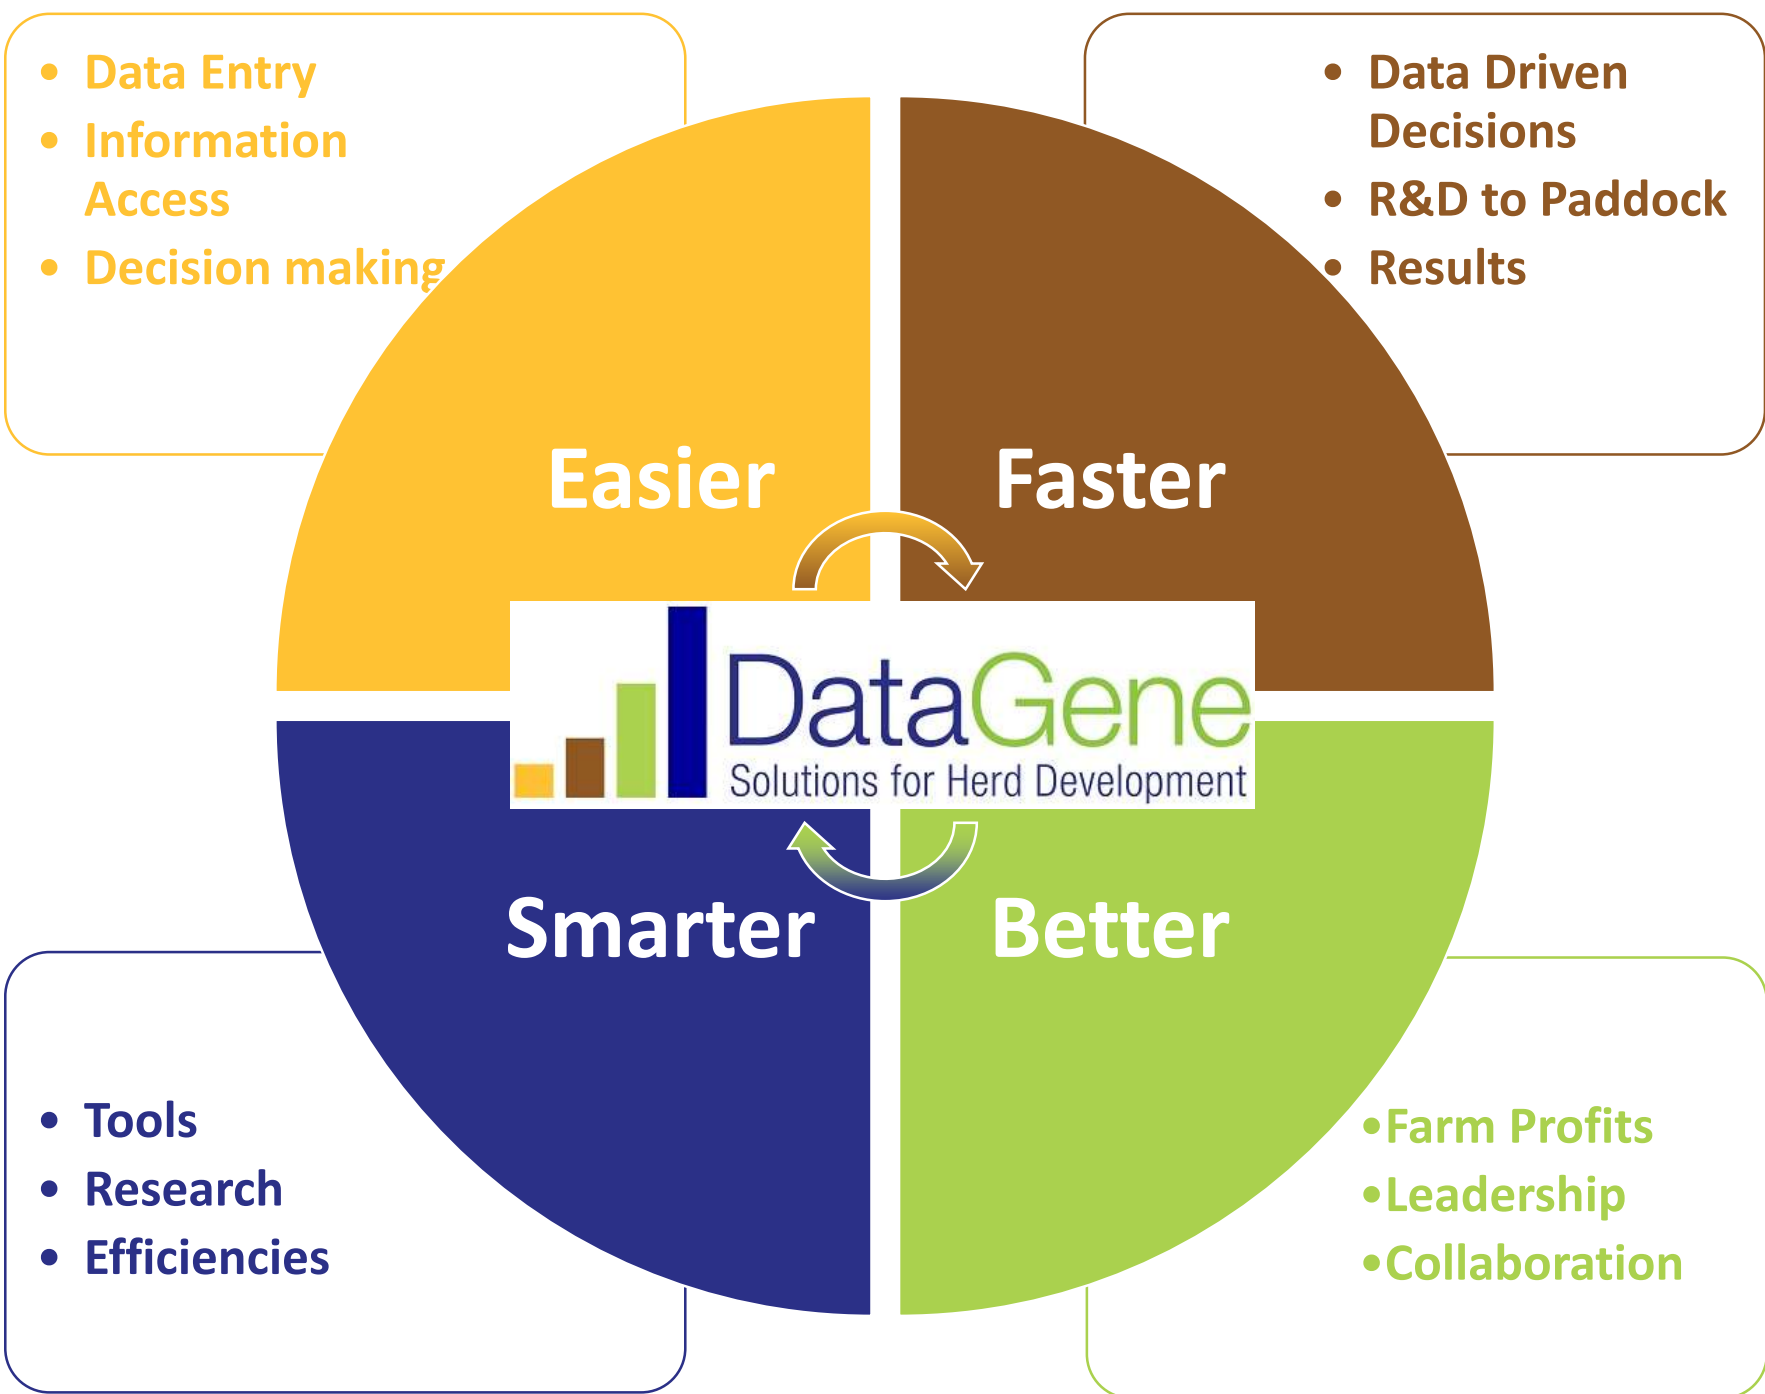 • Data Entry
• Information
Access
• Decision making
• Data Driven
Decisions
• R&D to Paddock
• Results
Easier
Faster
DataGene
Solutions for Herd Development
Smarter
Better
• Tools
• Research
• Efficiencies
•Farm Profits
•Leadership
•Collaboration